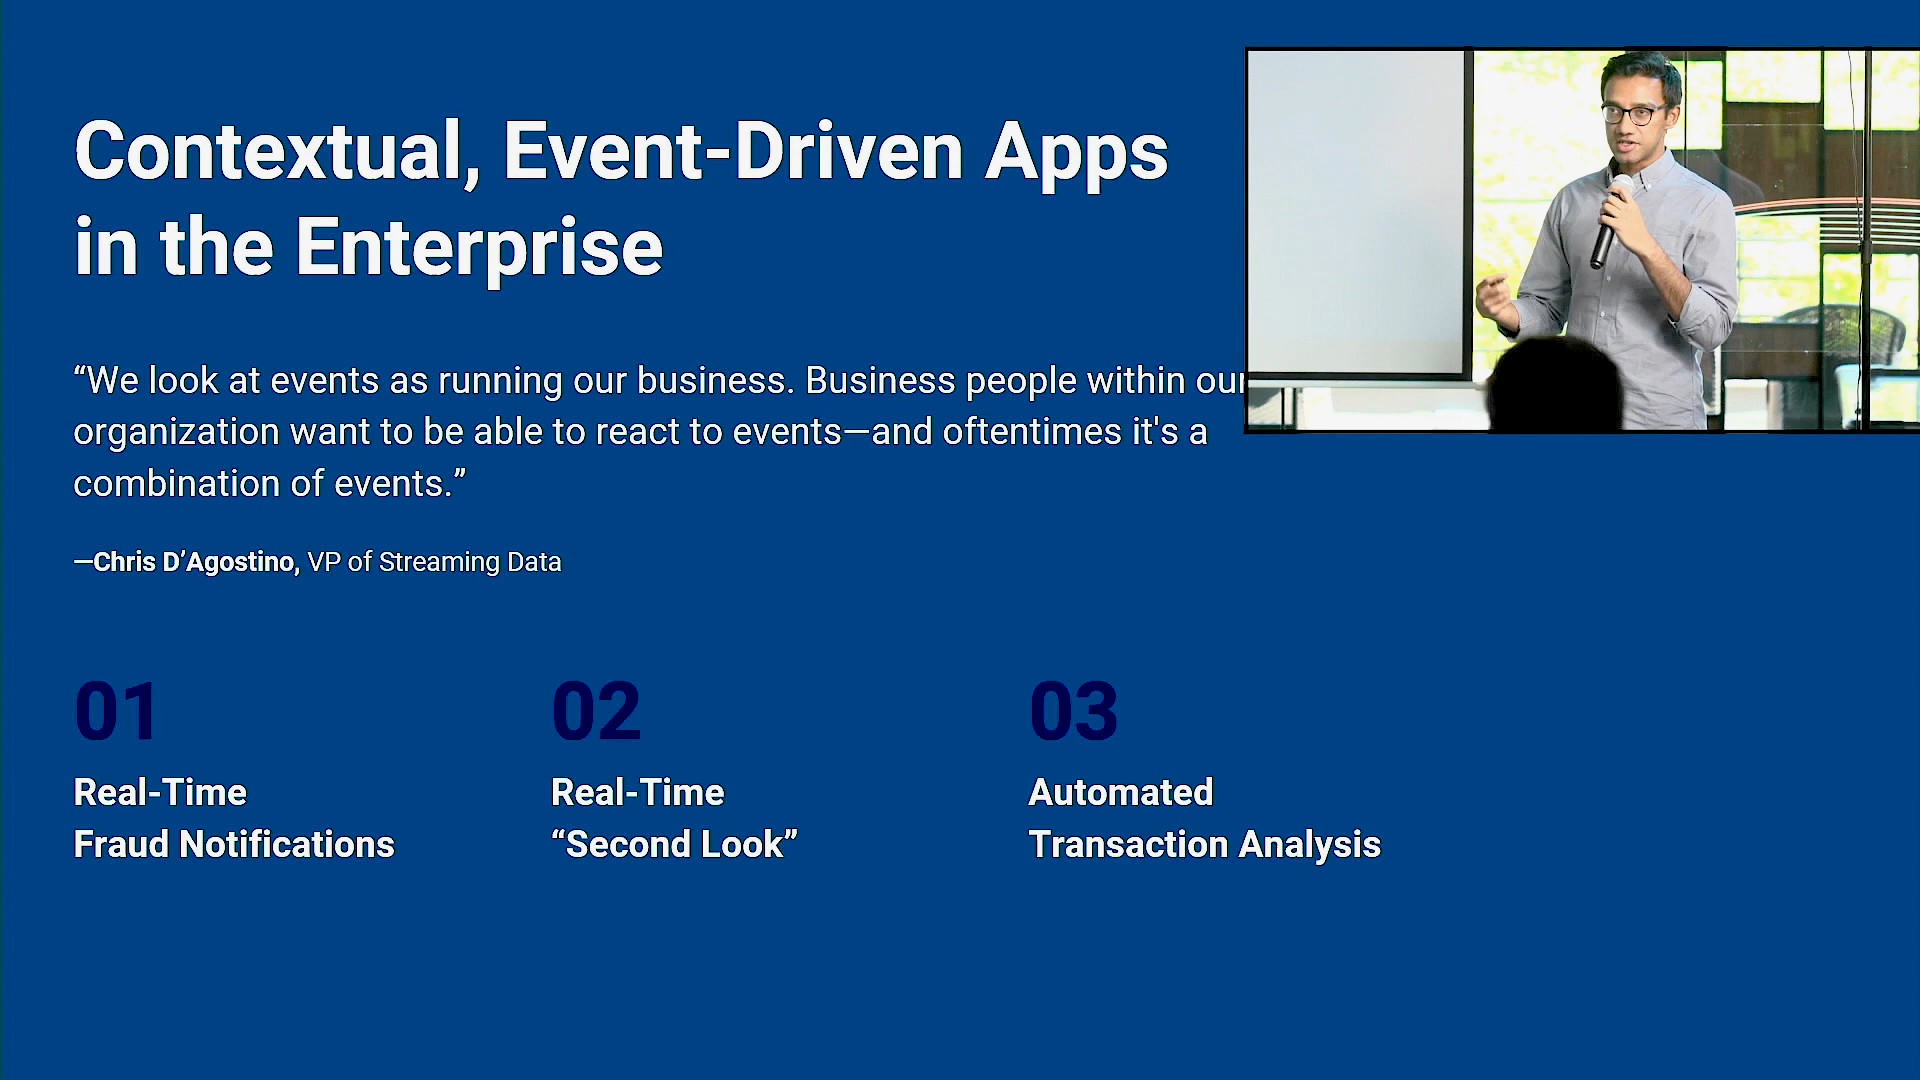 Contextual, Event-Driven Apps
in the Enterprise
“We look at events as running our business. Business people within our
organization want to be able to react to events—and oftentimes it's a
combination of events.”
—Chris D’Agostino, VP of Streaming Data
01
Real-Time
Fraud Notifications
02
Real-Time
“Second Look”
03
Automated
Transaction Analysis